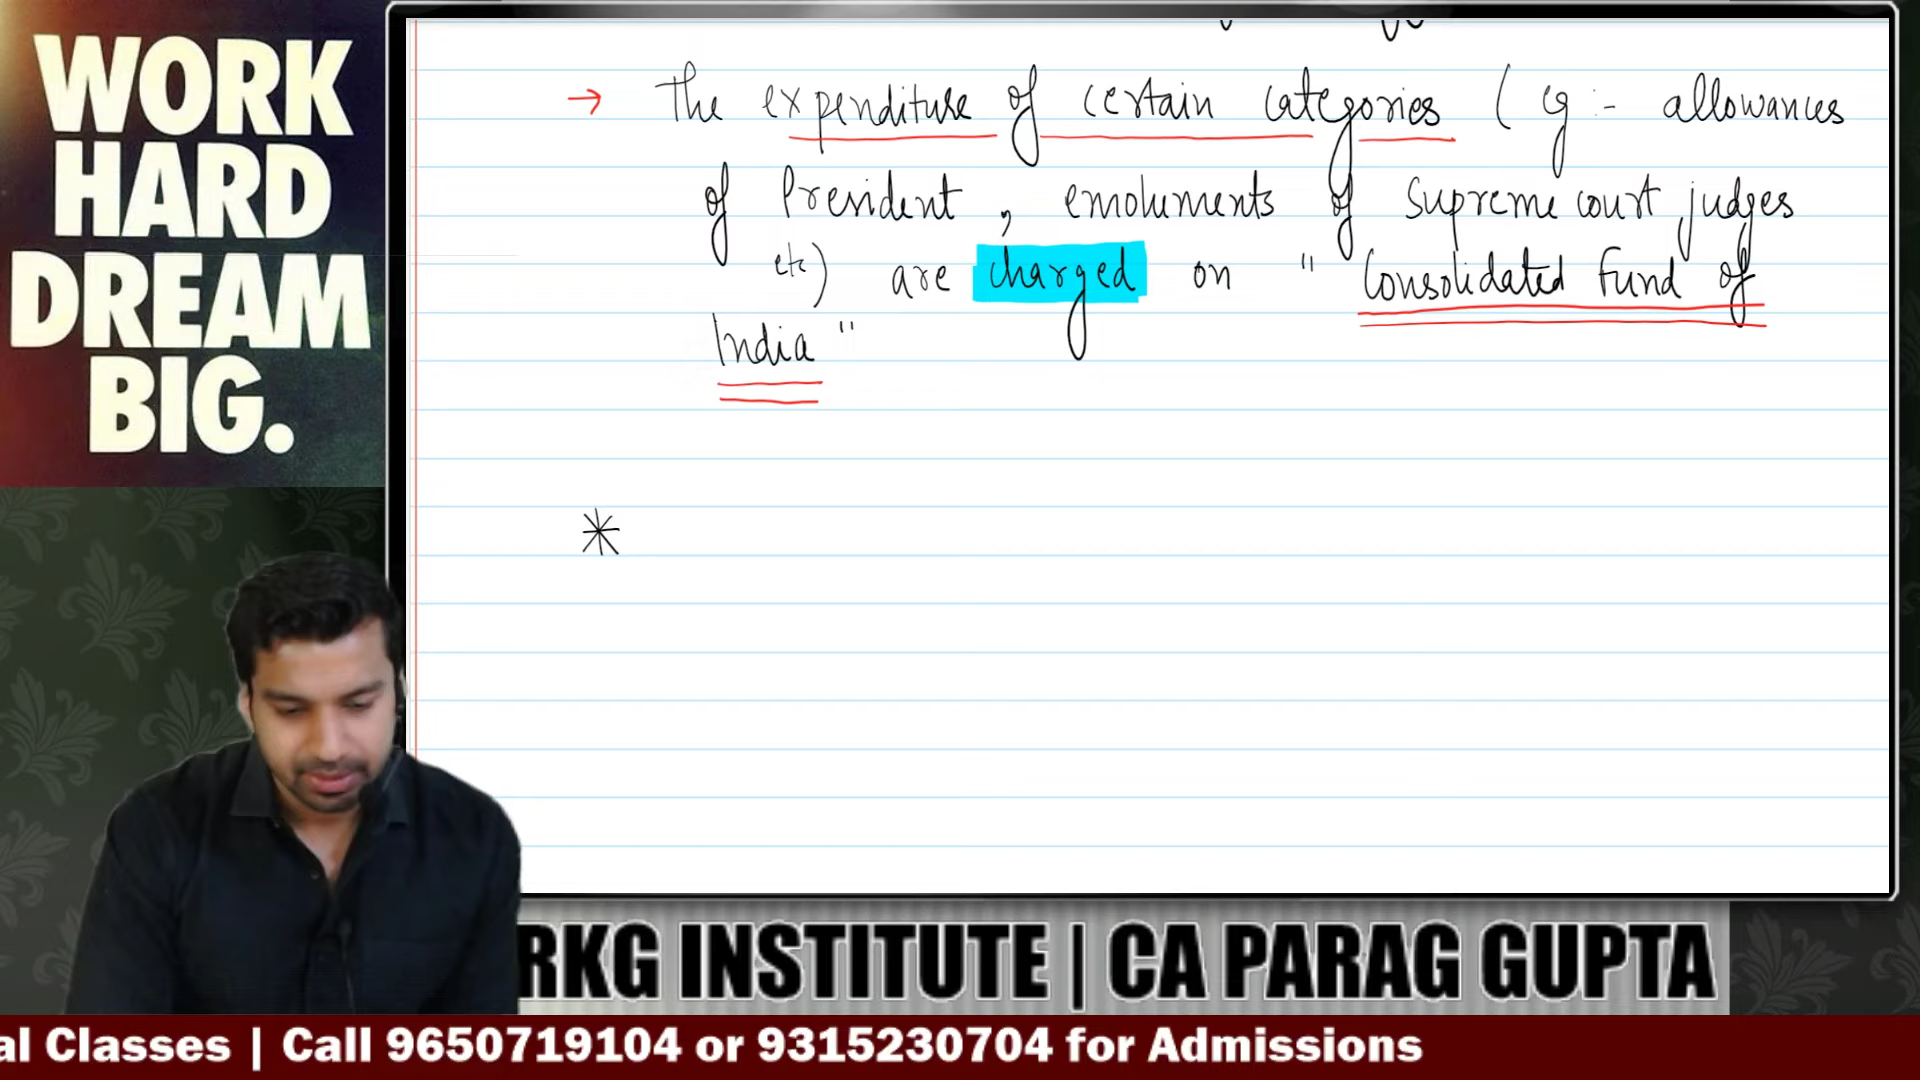 WORK
HARD
DREAM
BIG.
→ The expenditure of certain categories ( eg :- allowances
of President , emoluments of Supreme court judges
etc) are charged on " Consolidated Fund of
India "
*
RKG INSTITUTE | CA PARAG GUPTA
al Classes | Call 9650719104 or 9315230704 for Admissions